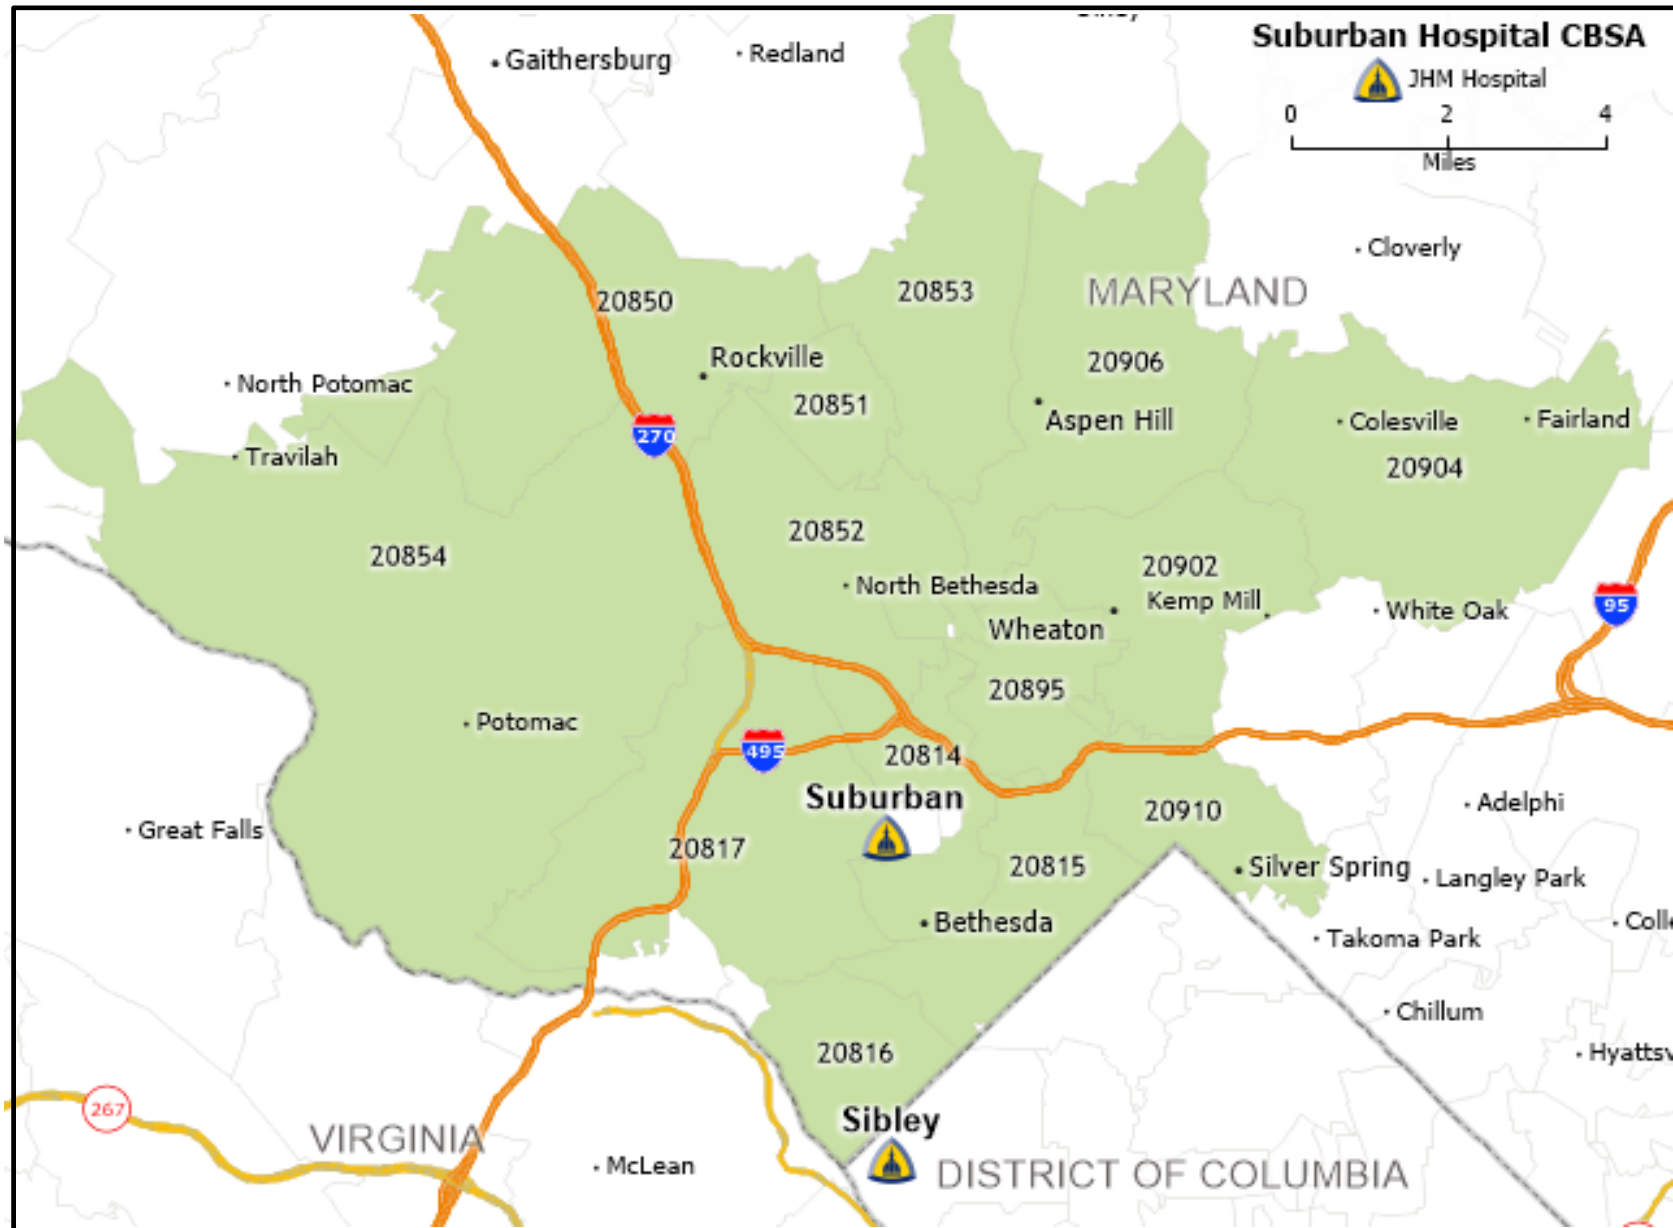 Suburban Hospital CBSA
JHM Hospital
0 2 4
Miles
Gaithersburg
Redland
Cloverly
20850
20853
MARYLAND
Rockville
20906
North Potomac
20851
Aspen Hill
Colesville
Fairland
270
Travilah
20904
20852
20854
20902
North Bethesda
Kemp Mill
White Oak
95
Wheaton
20895
Potomac
495
20814
Suburban
Adelphi
20910
Great Falls
20817
20815
Silver Spring
Langley Park
Bethesda
Colle
Takoma Park
Chillum
20816
Hyattsv
267
Sibley
VIRGINIA
McLean
DISTRICT OF COLUMBIA